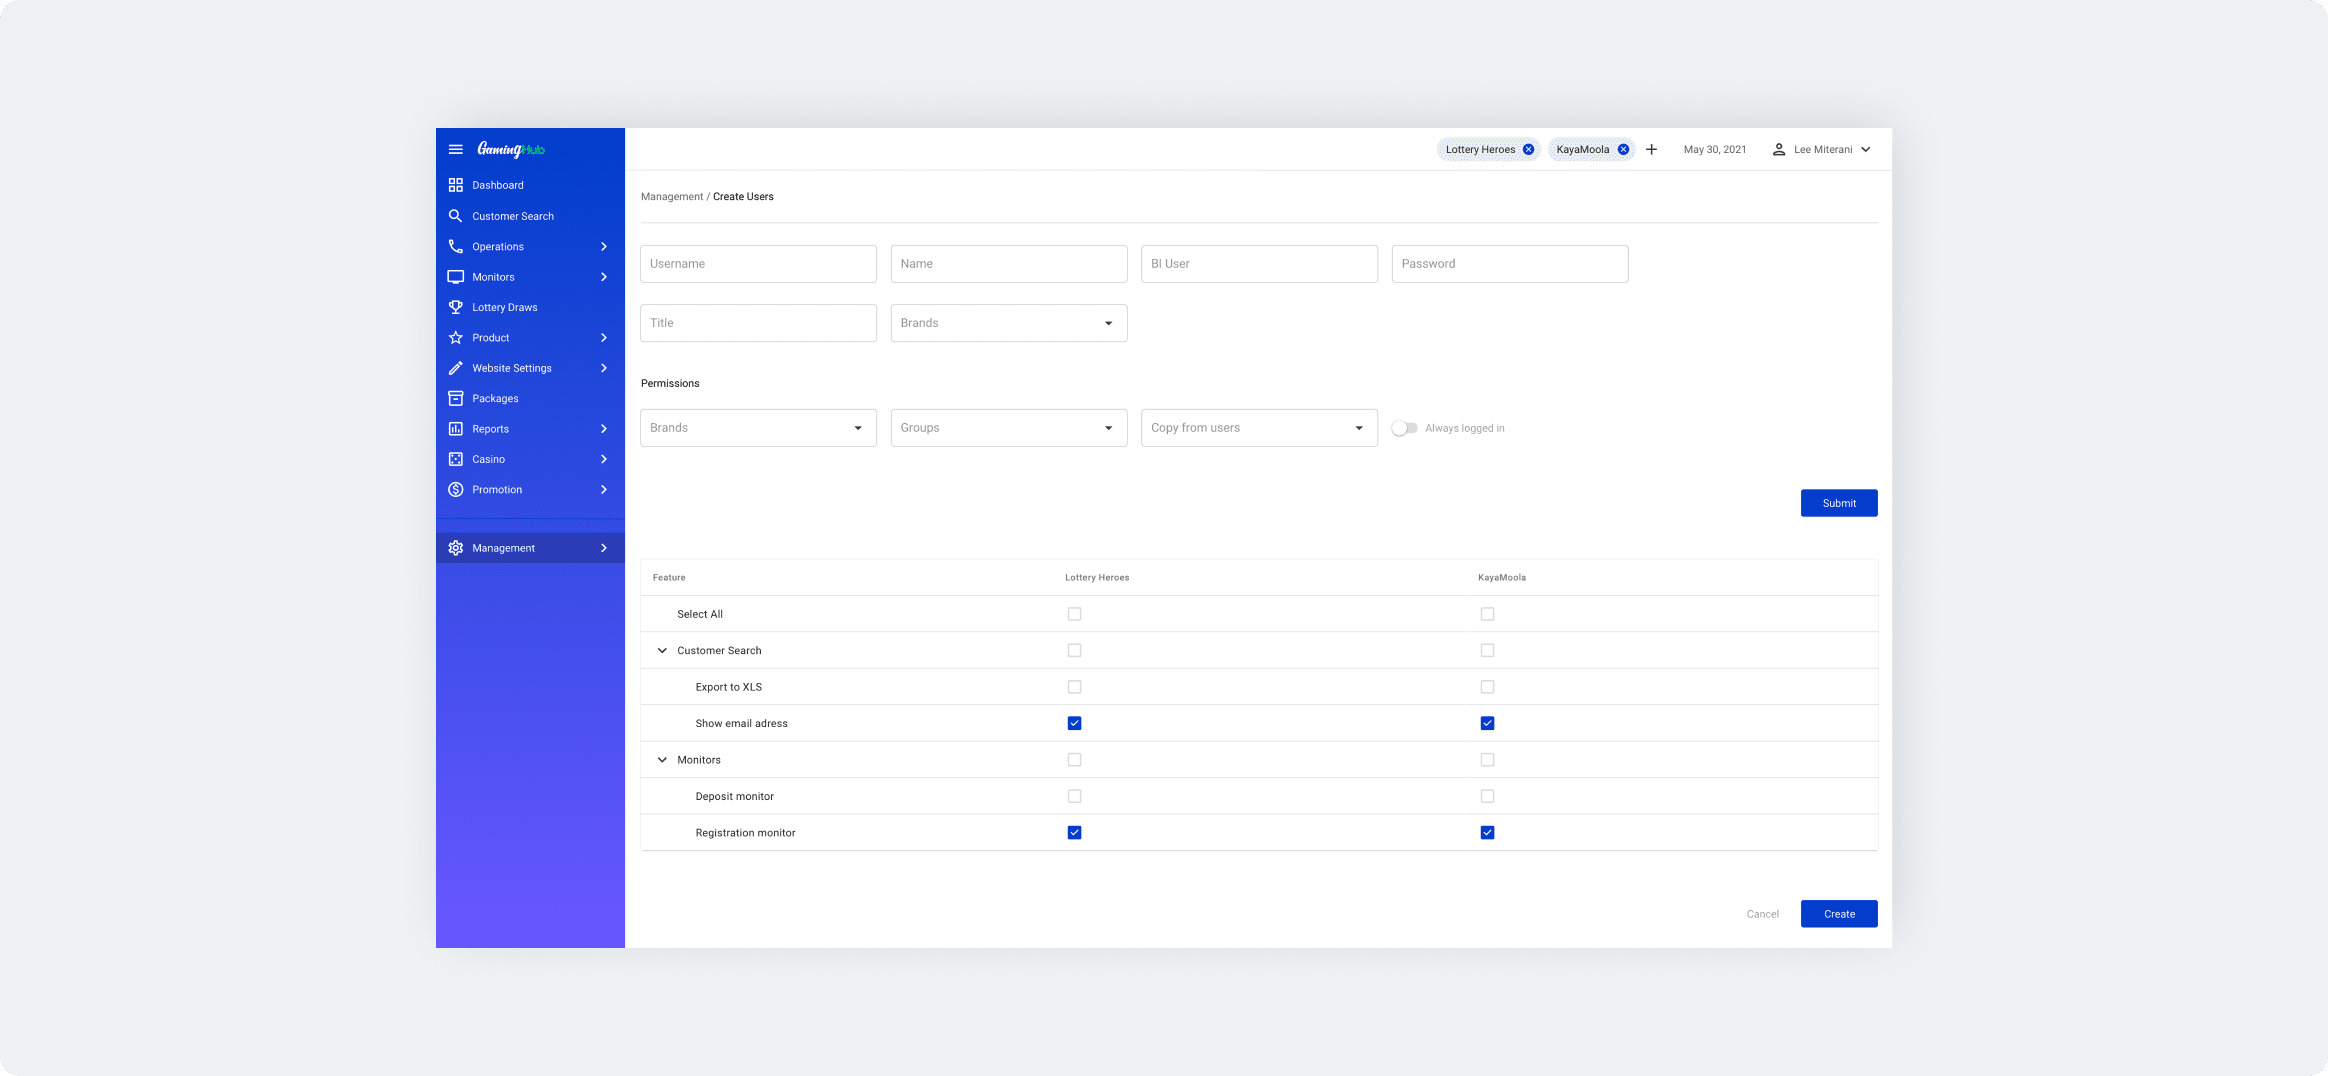 GamingHub
Lottery Heroes
KayaMoola
May 30, 2021
Lee Miterani
Dashboard
Customer Search
Operations
Monitors
Lottery Draws
Product
Website Settings
Packages
Reports
Casino
Promotion
Management
Management / Create Users
Username
Name
BI User
Password
Title
Brands
Permissions
Brands
Groups
Copy from users
Always logged in
Submit
Feature
Lottery Heroes
KayaMoola
Select All
Customer Search
Export to XLS
Show email adress
Monitors
Deposit monitor
Registration monitor
Cancel
Create